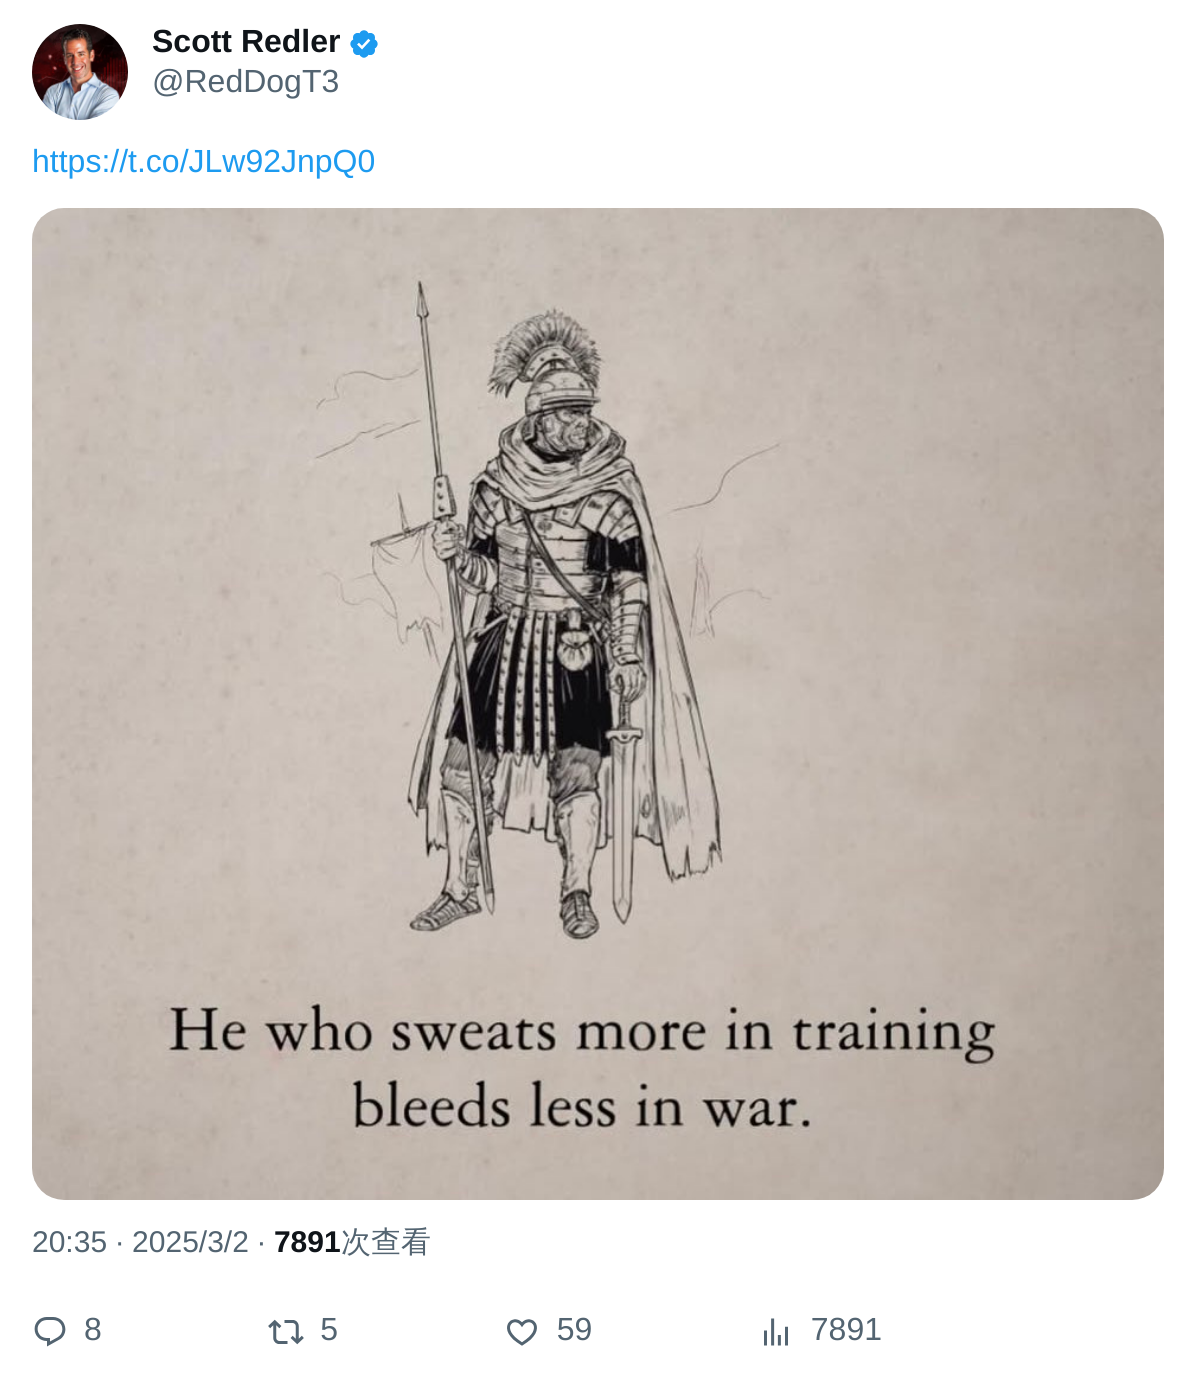 Scott Redler
@RedDogT3
https://t.co/JLw92JnpQ0
He who sweats more in training
bleeds less in war.
20:35 · 2025/3/2 · 7891次查看
8 5 59 7891